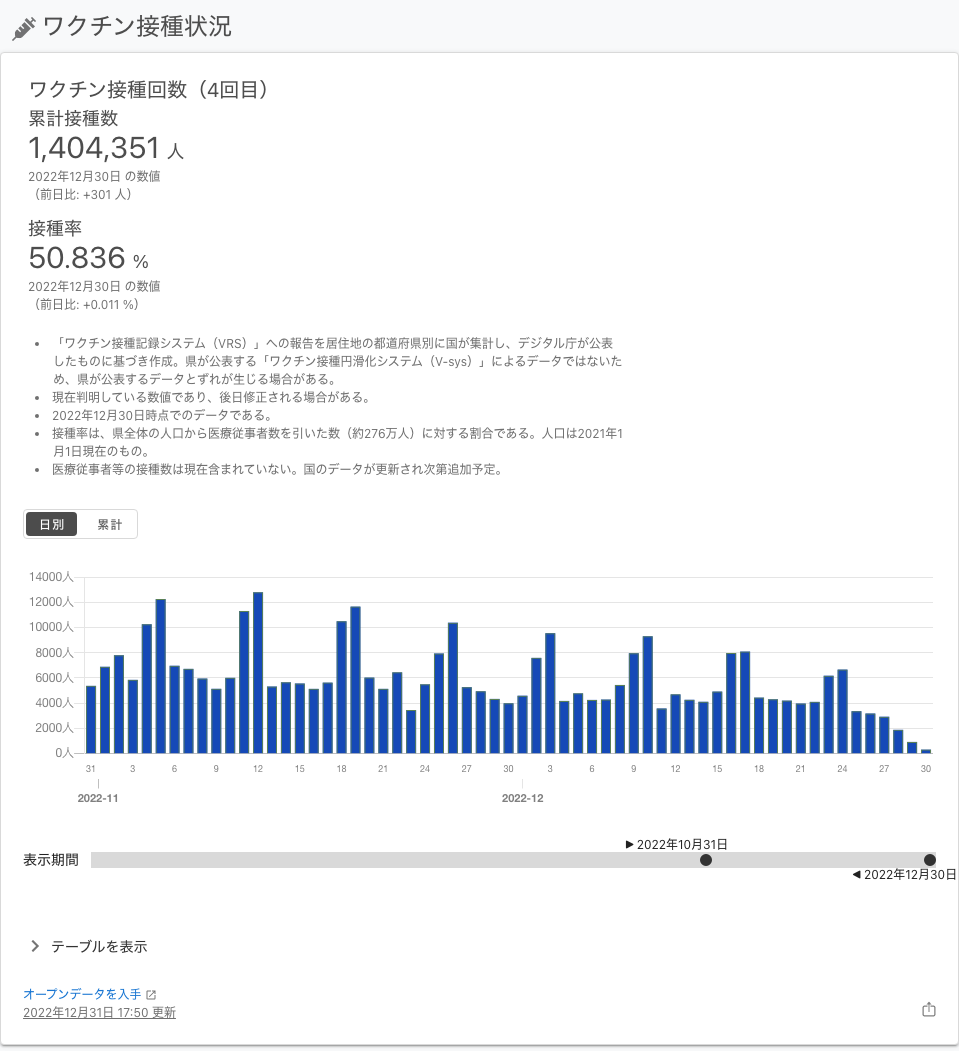 ワクチン接種状況
ワクチン接種回数（4回目）
累計接種数
1,404,351 人
2022年12月30日 の数値
（前日比: +301 人）
接種率
50.836 %
2022年12月30日 の数値
（前日比: +0.011 %）
• 「ワクチン接種記録システム（VRS）」への報告を居住地の都道府県別に国が集計し、デジタル庁が公表
したものに基づき作成。県が公表する「ワクチン接種円滑化システム（V-sys）」によるデータではないた
め、県が公表するデータとずれが生じる場合がある。
• 現在判明している数値であり、後日修正される場合がある。
• 2022年12月30日時点でのデータである。
• 接種率は、県全体の人口から医療従事者数を引いた数（約276万人）に対する割合である。人口は2021年1
月1日現在のもの。
• 医療従事者等の接種数は現在含まれていない。国のデータが更新され次第追加予定。
日別 累計
14000人
12000人
10000人
8000人
6000人
4000人
2000人
0人
31 3 6 9 12 15 18 21 24 27 30 3 6 9 12 15 18 21 24 27 30
2022-11 2022-12
▶ 2022年10月31日
表示期間
◀ 2022年12月30日
テーブルを表示
オープンデータを入手
2022年12月31日 17:50 更新